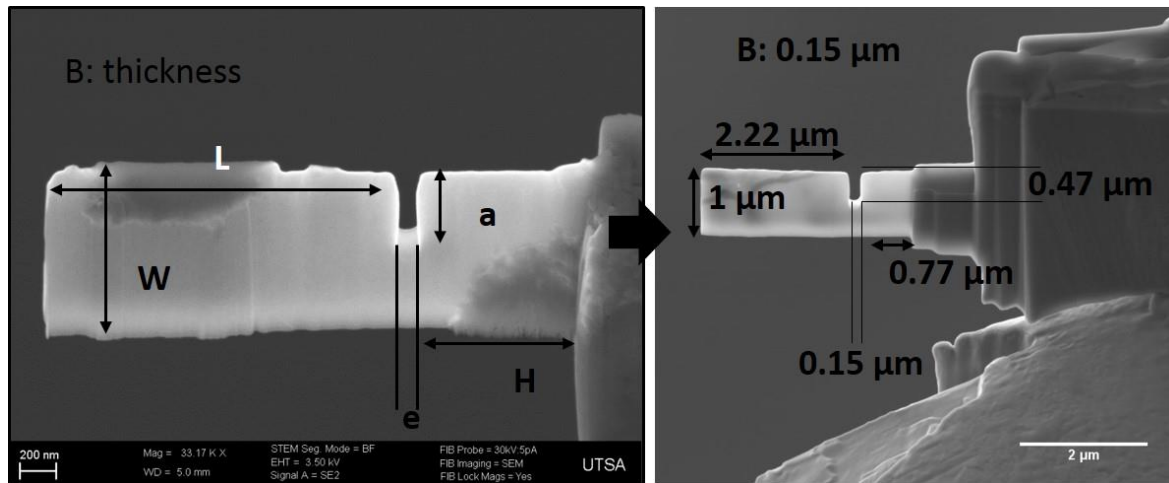 B: thickness
L
a
W
H
e
200 nm
Mag = 33.17 K X
WD = 5.0 mm
STEM Seg. Mode = BF
EHT = 3.50 kV
Signal A = SE2
FIB Probe = 30kV:5pA
FIB Imaging = SEM
FIB Lock Mags = Yes
UTSA
B: 0.15 µm
2.22 µm
1 µm
0.47 µm
0.77 µm
0.15 µm
2 µm